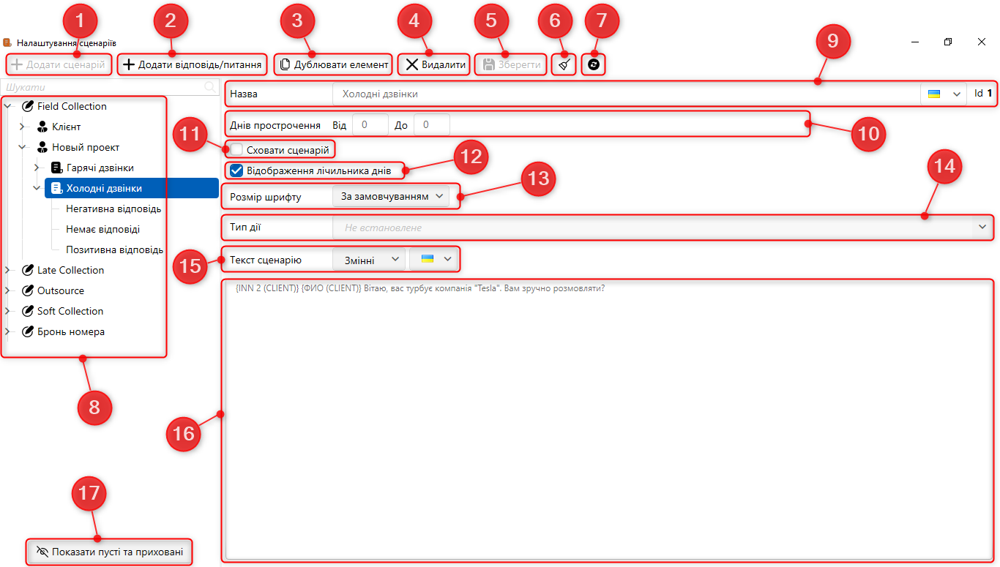 1 2 3 4 5 6 7
Налаштування сценаріїв
9
Додати сценарій Додати відповідь/питання Дублювати елемент Видалити Зберегти
Шукати
Назва Холодні дзвінки Id 1
Field Collection
Клієнт
Новый проект
Гарячі дзвінки
Холодні дзвінки
Негативна відповідь
Немає відповіді
Позитивна відповідь
Late Collection
Outsource
Soft Collection
Бронь номера
8
Днів прострочення Від 0 До 0
10
11
Сховати сценарій
12
Відображення лічильника днів
13
14
Розмір шрифту За замовчуванням
Тип дії Не встановлене
15
Текст сценарію Змінні
{INN 2 (CLIENT)} {ФИО (CLIENT)} Вітаю, вас турбує компанія "Tesla". Вам зручно розмовляти?
16
17
Показати пусті та приховані